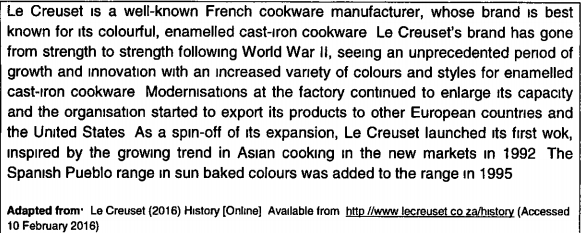 Le Creuset is a well-known French cookware manufacturer, whose brand is best
known for its colourful, enamelled cast-iron cookware Le Creuset's brand has gone
from strength to strength following World War II, seeing an unprecedented period of
growth and innovation with an increased variety of colours and styles for enamelled
cast-iron cookware Modernisations at the factory continued to enlarge its capacity
and the organisation started to export its products to other European countries and
the United States As a spin-off of its expansion, Le Creuset launched its first wok,
inspired by the growing trend in Asian cooking in the new markets in 1992 The
Spanish Pueblo range in sun baked colours was added to the range in 1995
Adapted from· Le Creuset (2016) History [Online] Available from http //www lecreuset co za/history (Accessed
10 February 2016)